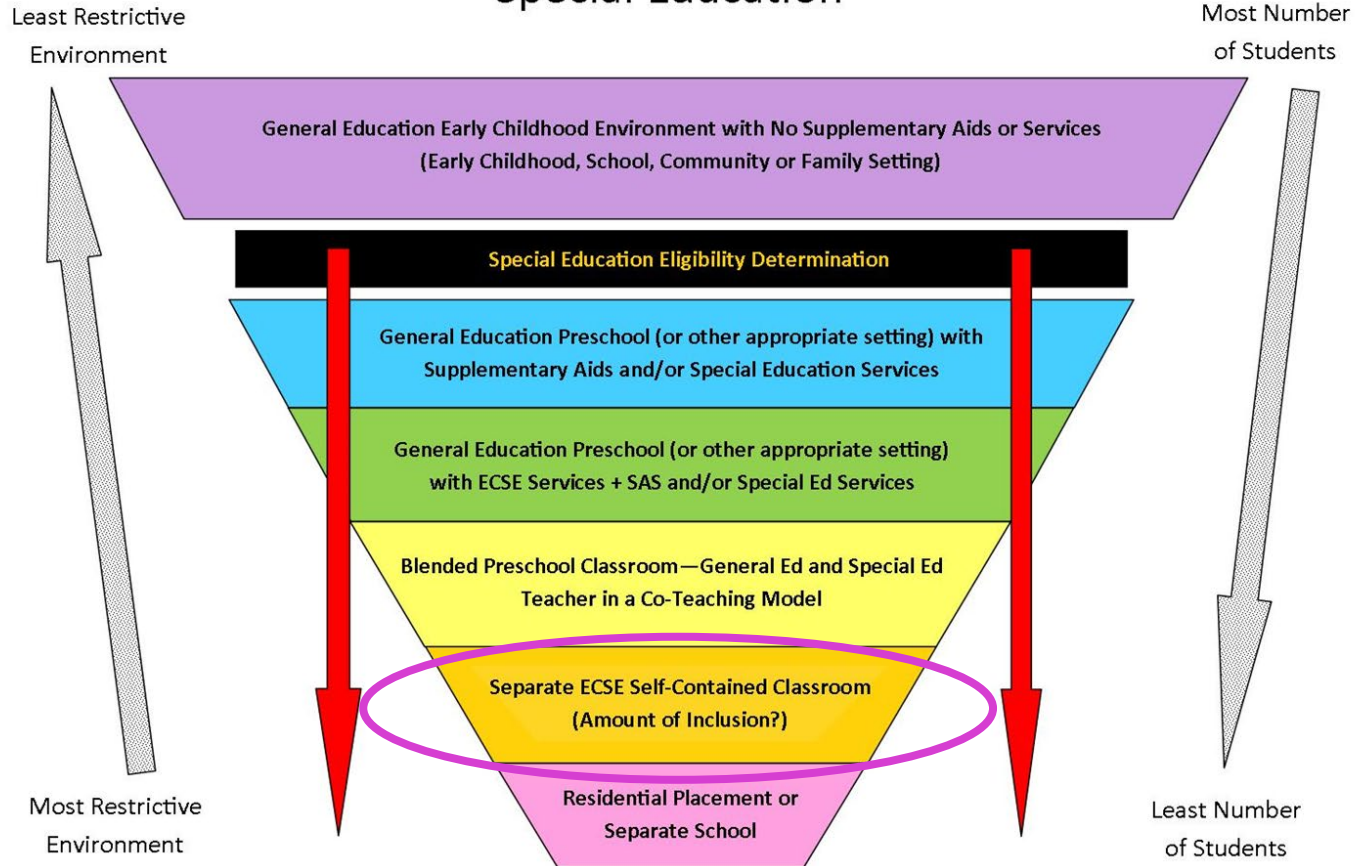 Special Education
Least Restrictive
Environment
Most Number
of Students
General Education Early Childhood Environment with No Supplementary Aids or Services
(Early Childhood, School, Community or Family Setting)
Special Education Eligibility Determination
General Education Preschool (or other appropriate setting) with
Supplementary Aids and/or Special Education Services
General Education Preschool (or other appropriate setting)
with ECSE Services + SAS and/or Special Ed Services
Blended Preschool Classroom—General Ed and Special Ed
Teacher in a Co-Teaching Model
Separate ECSE Self-Contained Classroom
(Amount of Inclusion?)
Residential Placement or
Separate School
Most Restrictive
Environment
Least Number
of Students